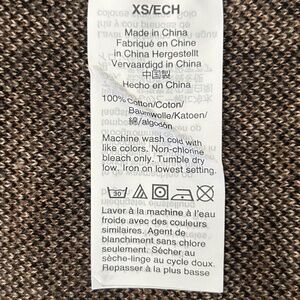 XS/ECH
Made in China
Fabriqué en Chine
In China Hergestellt
Vervaardigd in China
中国製
Hecho en China
100% Cotton/Coton/
Baumwolle/Katoen/
綿/algodón
Machine wash cold with
like colors. Non-chlorine
bleach only. Tumble dry
low. Iron on lowest setting.
30
Laver à la machine à l'eau
froide avec des couleurs
similaires. Agent de
blanchiment sans chlore
seulement. Sécher au
sèche-linge au cycle doux.
Repasser à la plus basse